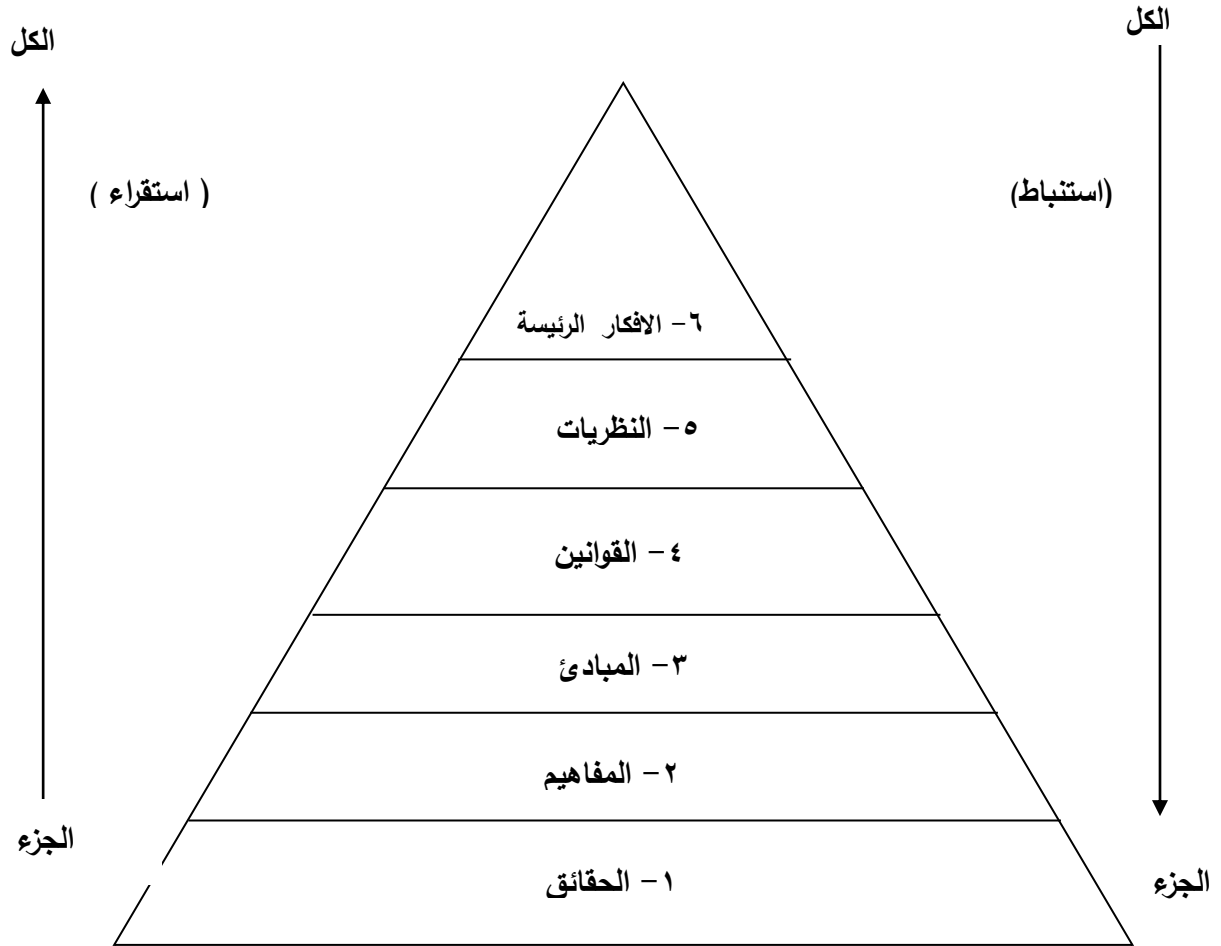 الكل
الكل
(استنباط)
( استقراء )
٦- الافكار الرئيسة
٥- النظريات
٤- القوانين
٣- المبادئ
٢- المفاهيم
الجزء
الجزء
١- الحقائق